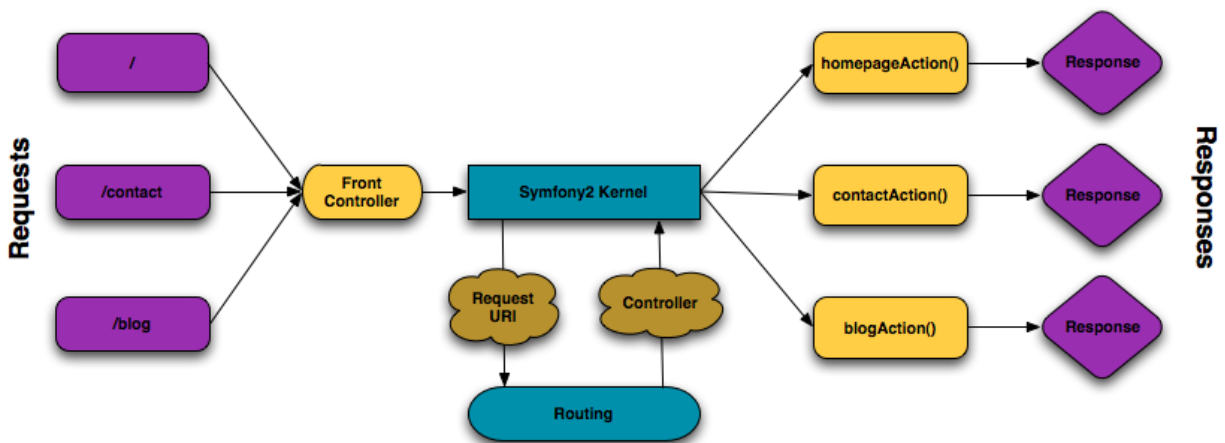 Requests
/
/contact
/blog
Front
Controller
Symfony2 Kernel
Request
URI
Controller
Routing
homepageAction()
contactAction()
blogAction()
Response
Response
Response
Responses